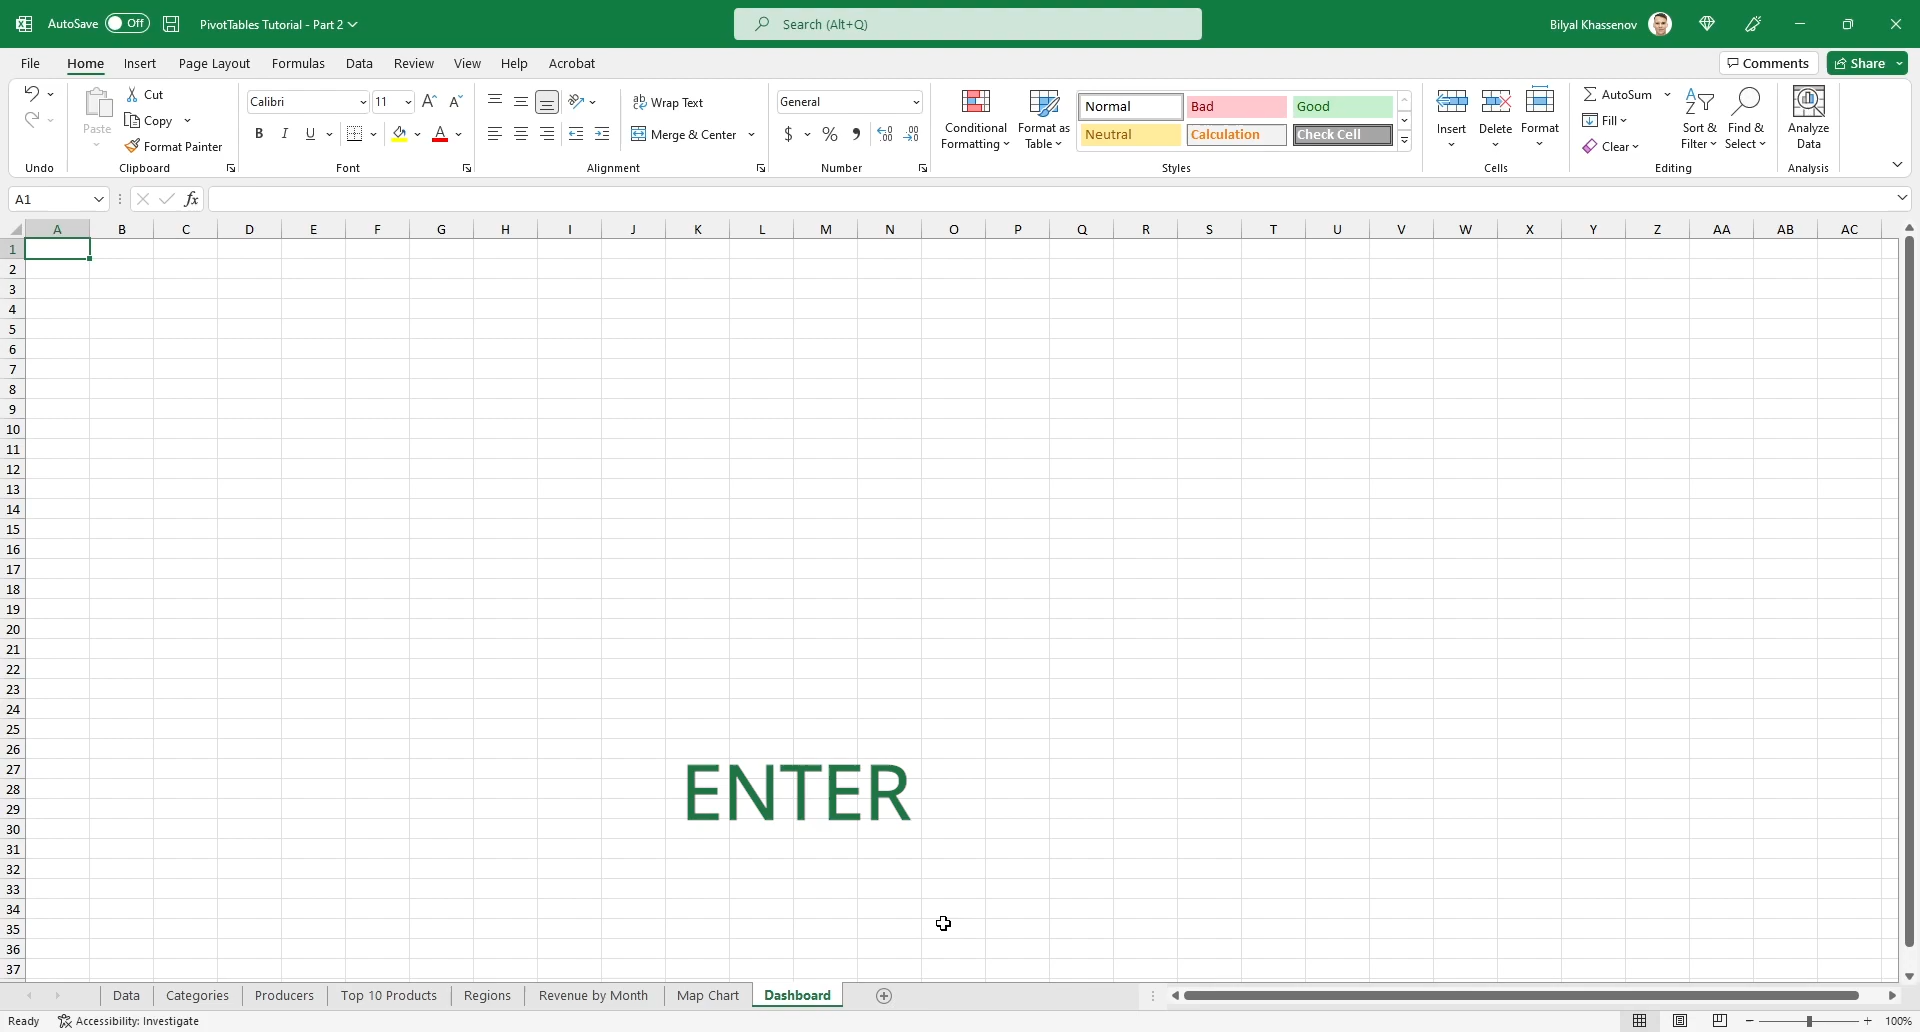 AutoSave Off PivotTables Tutorial - Part 2 Search (Alt+Q) Bilyal Khassenov
File Home Insert Page Layout Formulas Data Review View Help Acrobat Comments Share
Paste
Cut
Copy
Format Painter
Calibri 11
B I U A
ab Wrap Text
Merge & Center
General
$ % 9
Conditional Formatting
Format as Table
Normal Bad Good
Neutral Calculation Check Cell
Insert Delete Format
AutoSum
Fill
Clear
Sort & Filter
Find & Select
Analyze Data
Undo Clipboard Font Alignment Number Styles Cells Editing Analysis
A1 fx
A B C D E F G H I J K L M N O P Q R S T U V W X Y Z AA AB AC
1
2
3
4
5
6
7
8
9
10
11
12
13
14
15
16
17
18
19
20
21
22
23
24
25
26
27
28
29
30
31
32
33
34
35
36
37
ENTER
Data Categories Producers Top 10 Products Regions Revenue by Month Map Chart Dashboard
Ready Accessibility: Investigate 100%